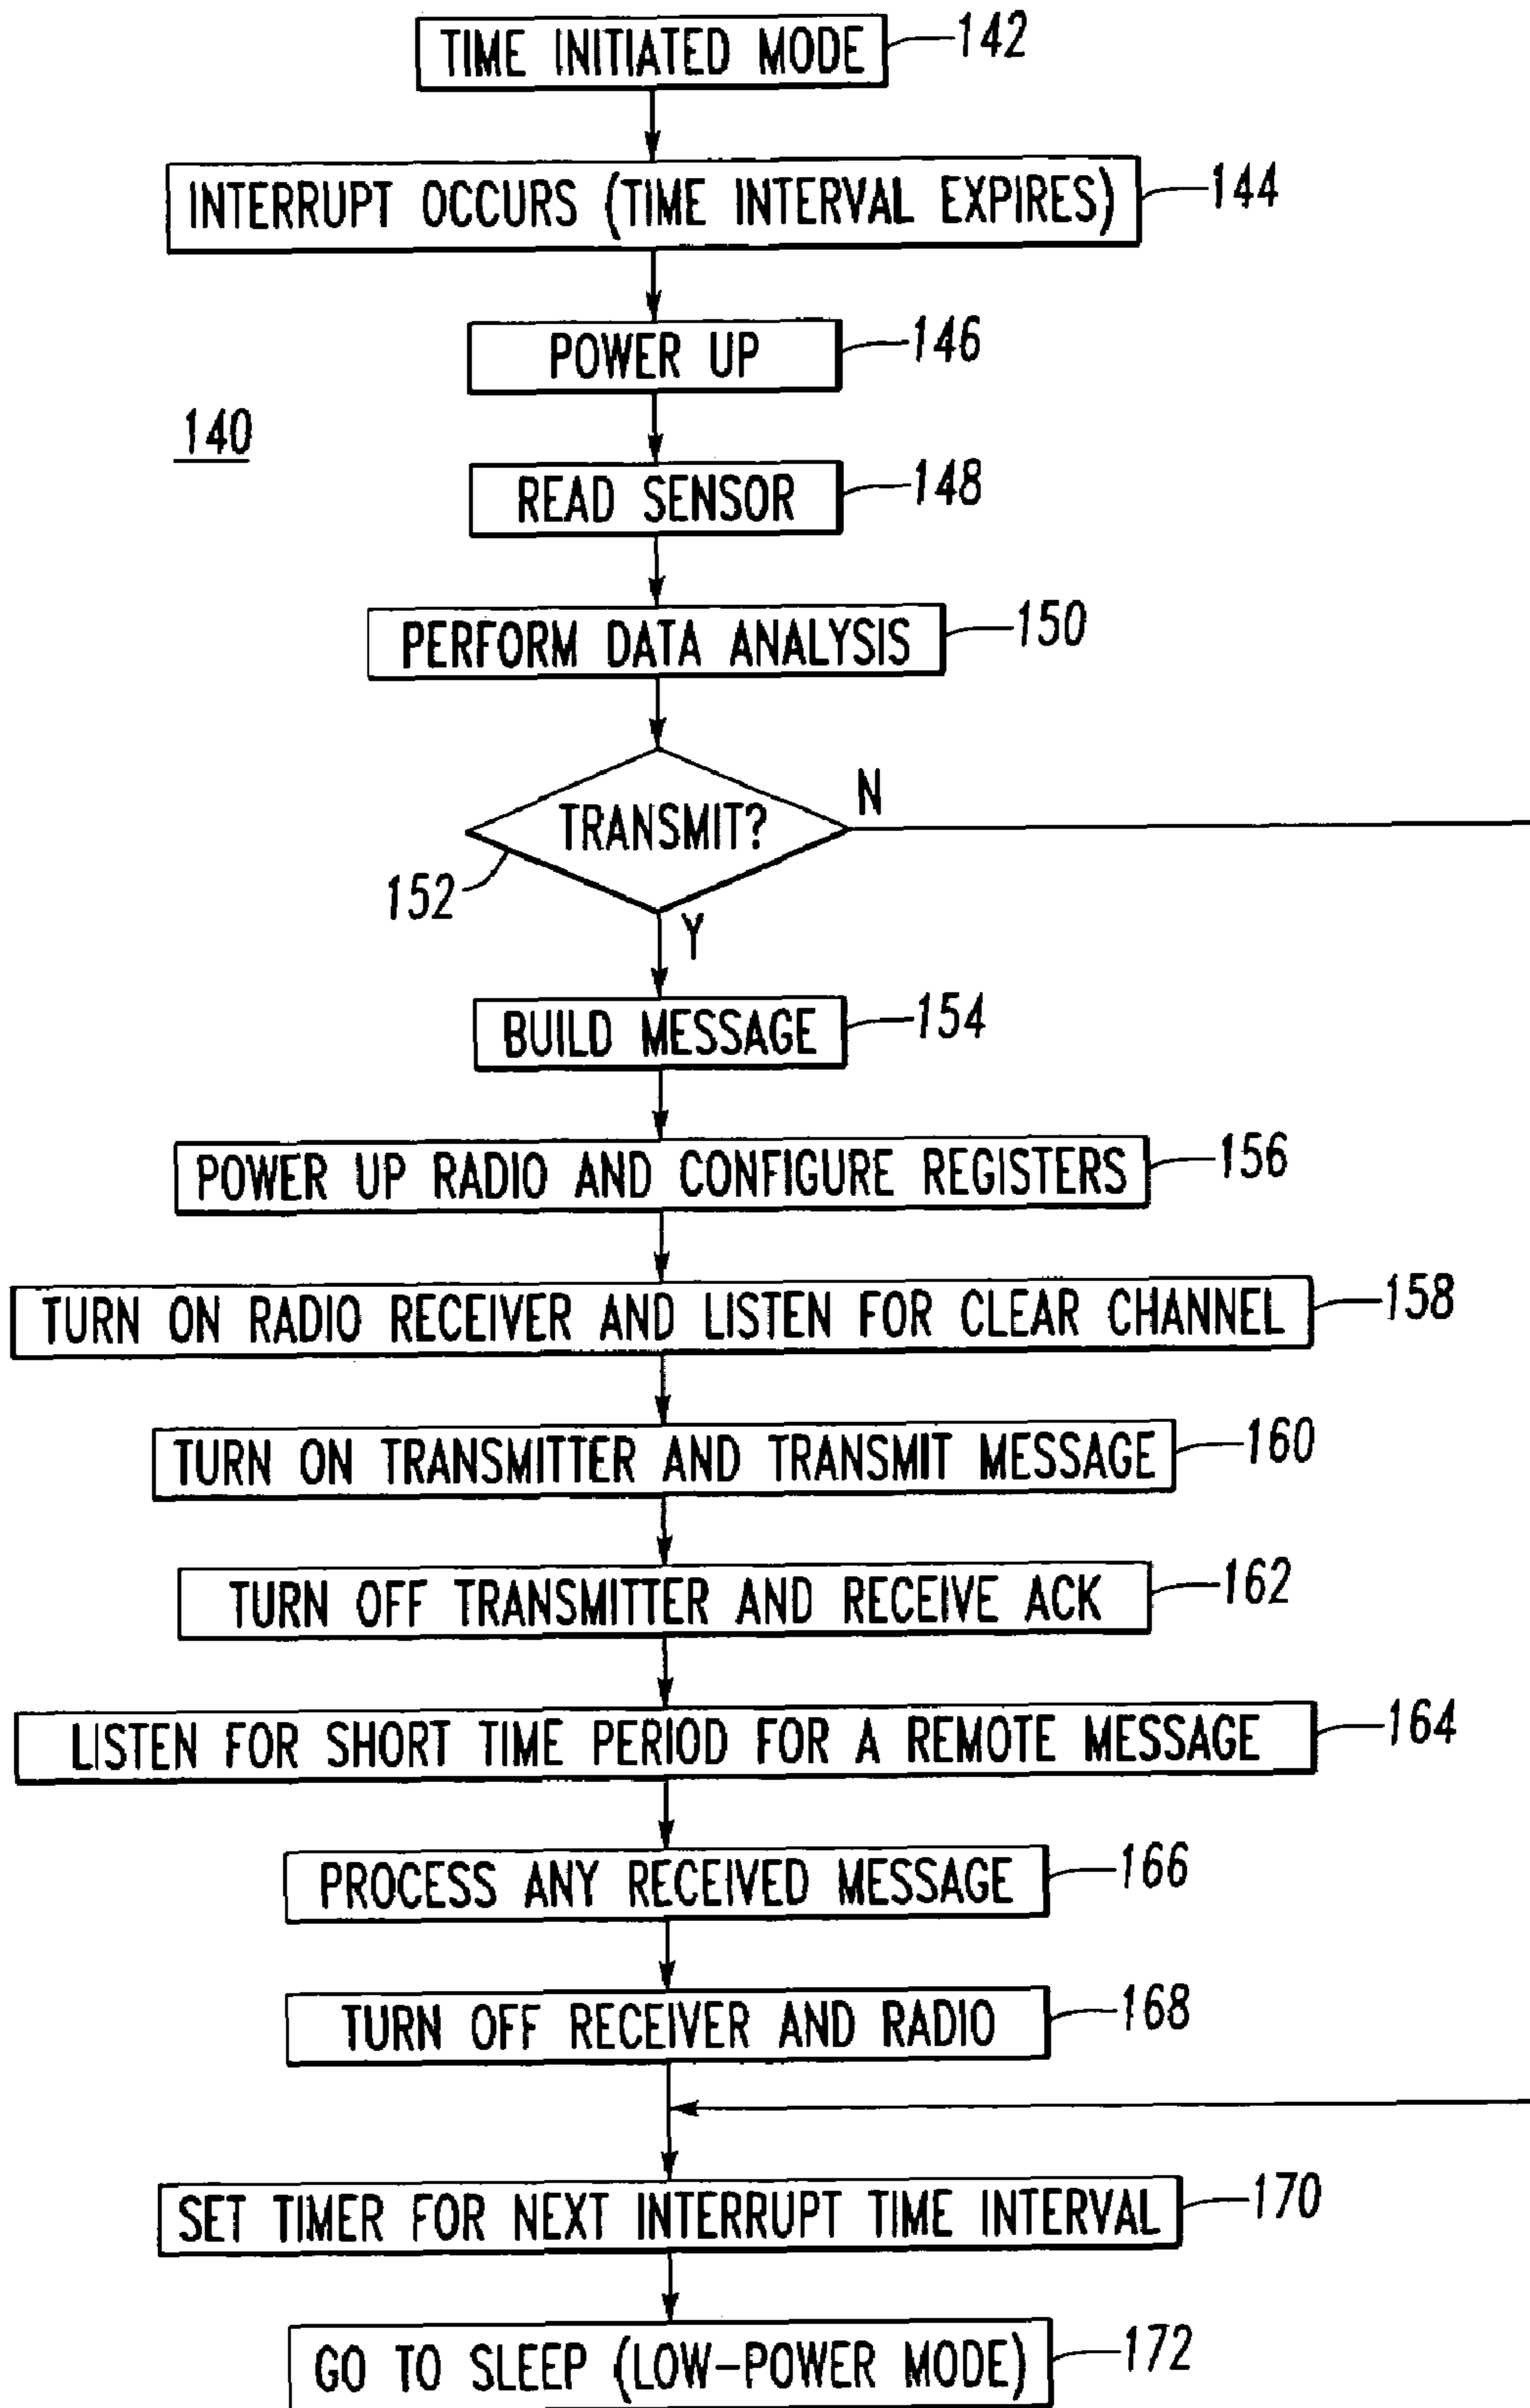 TIME INITIATED MODE 142
INTERRUPT OCCURS (TIME INTERVAL EXPIRES) 144
POWER UP 146
140
READ SENSOR 148
PERFORM DATA ANALYSIS 150
TRANSMIT? N
152
Y
BUILD MESSAGE 154
POWER UP RADIO AND CONFIGURE REGISTERS 156
TURN ON RADIO RECEIVER AND LISTEN FOR CLEAR CHANNEL 158
TURN ON TRANSMITTER AND TRANSMIT MESSAGE 160
TURN OFF TRANSMITTER AND RECEIVE ACK 162
LISTEN FOR SHORT TIME PERIOD FOR A REMOTE MESSAGE 164
PROCESS ANY RECEIVED MESSAGE 166
TURN OFF RECEIVER AND RADIO 168
SET TIMER FOR NEXT INTERRUPT TIME INTERVAL 170
GO TO SLEEP (LOW-POWER MODE) 172